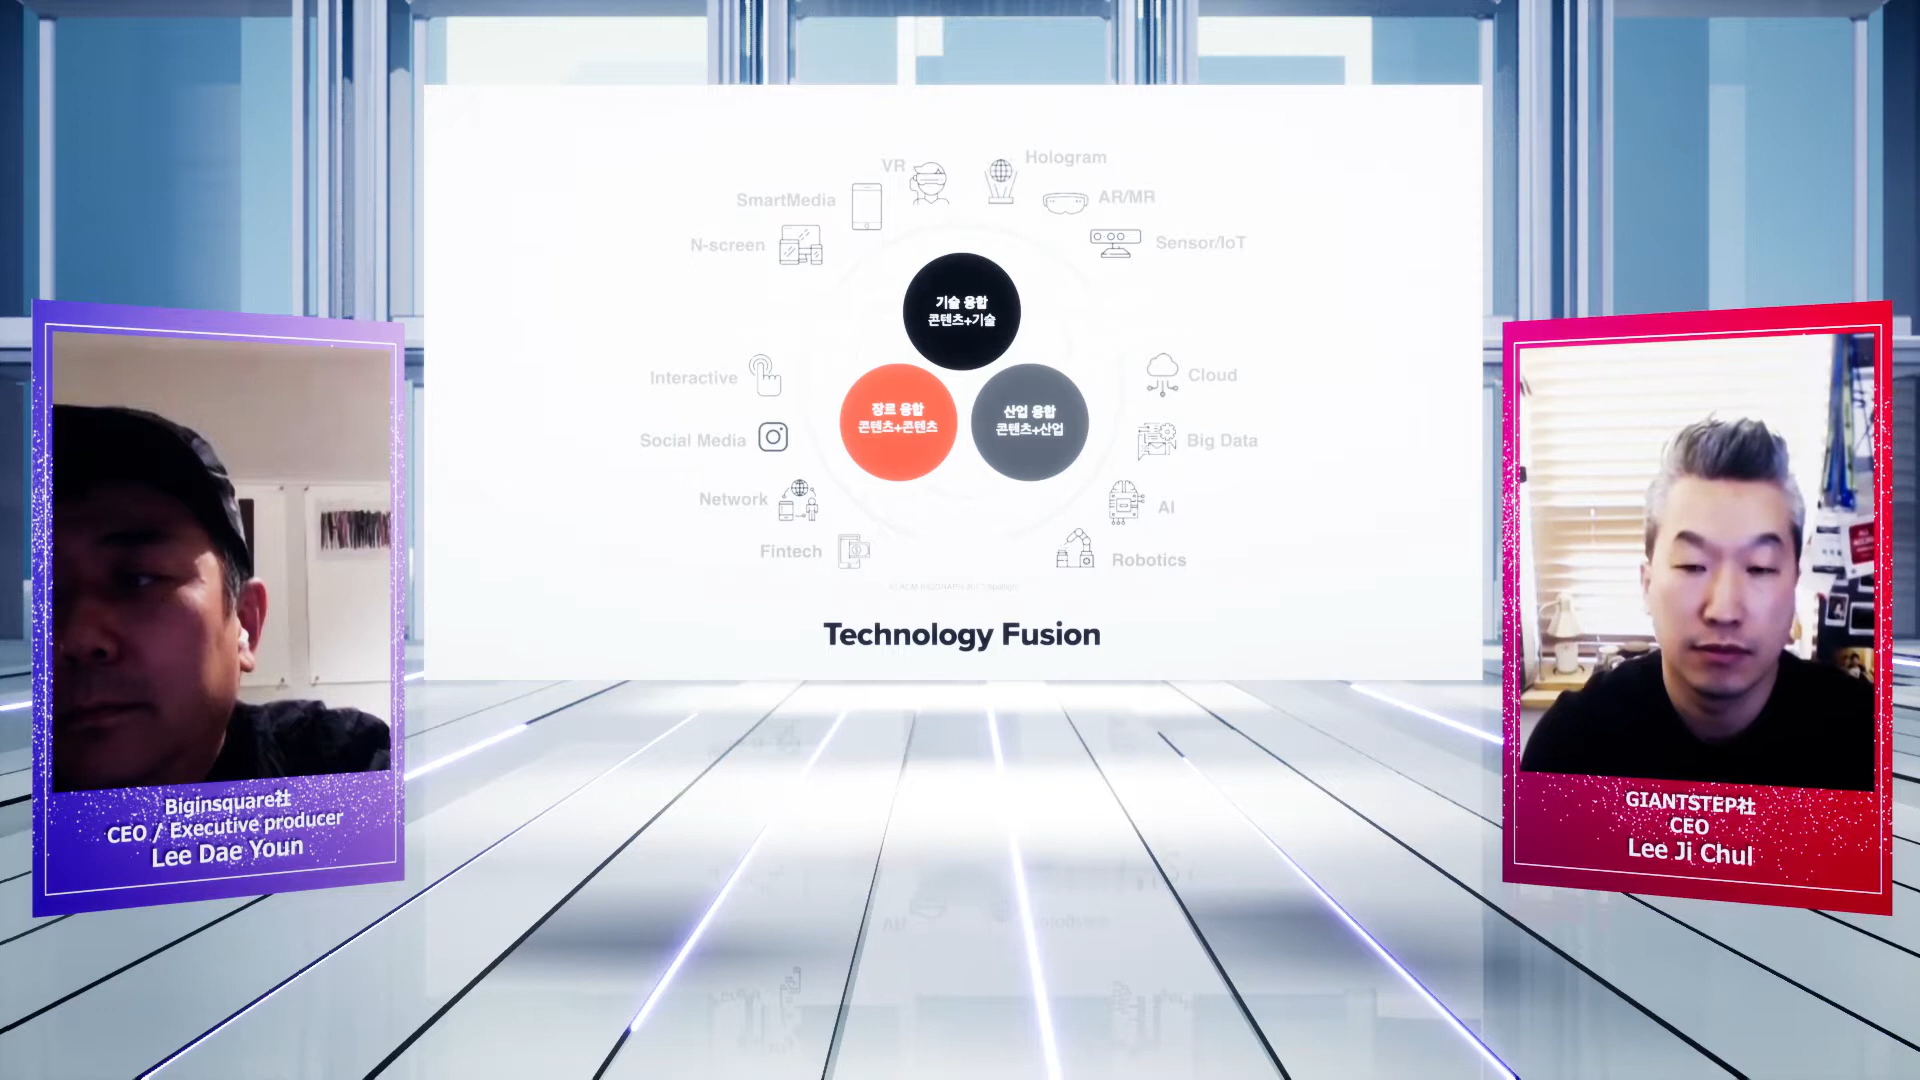 VR
Hologram
SmartMedia
AR/MR
N-screen
Sensor/IoT
기술 융합
콘텐츠+기술
Interactive
Cloud
장르 융합
콘텐츠+콘텐츠
산업 융합
콘텐츠+산업
Social Media
Big Data
Network
AI
Fintech
Robotics
Technology Fusion
Biginsquare社
CEO / Executive producer
Lee Dae Youn
GIANTSTEP社
CEO
Lee Ji Chul